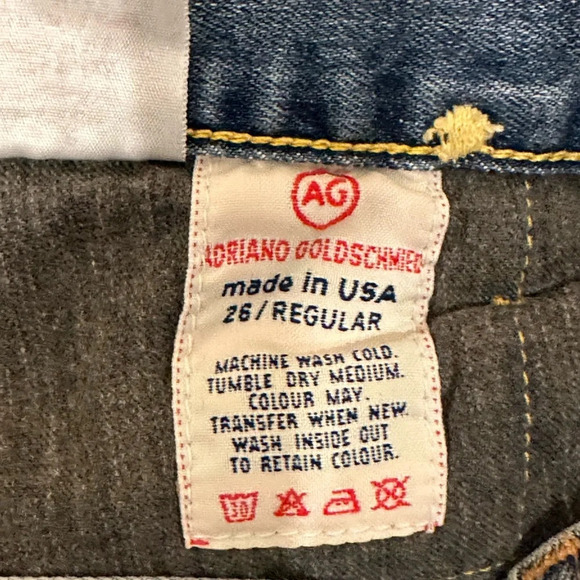 AG
ADRIANO GOLDSCHMIED
made in USA
26/REGULAR
MACHINE WASH COLD.
TUMBLE DRY MEDIUM.
COLOUR MAY.
TRANSFER WHEN NEW.
WASH INSIDE OUT
TO RETAIN COLOUR.
30